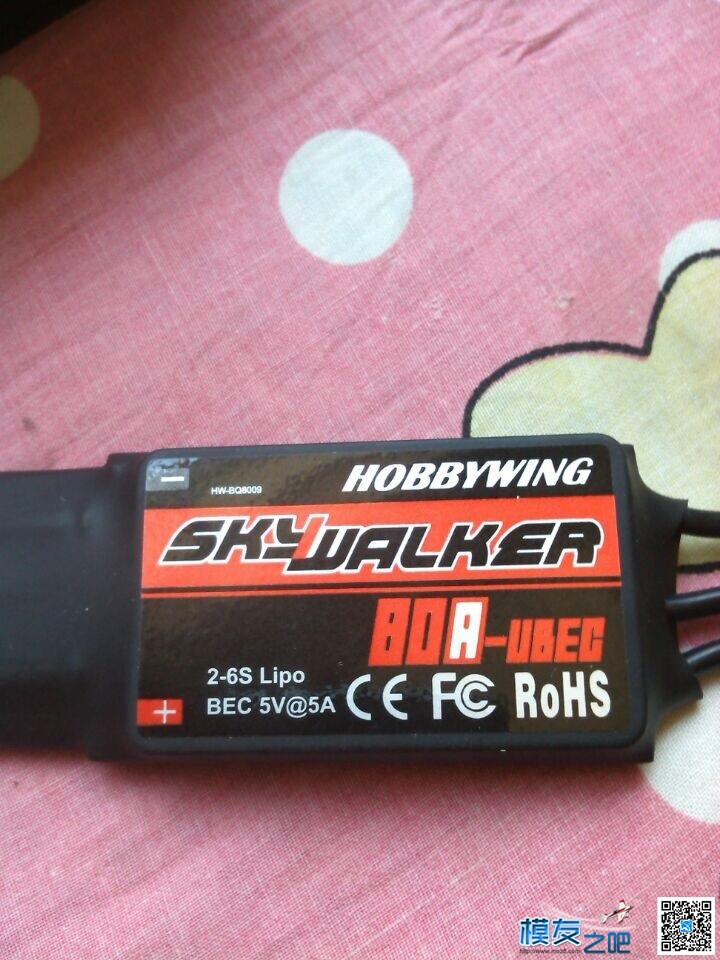 HOBBYWING
HW-BQ8009
SKYWALKER
80A-UBEC
2-6S Lipo
BEC 5V@5A CE FC RoHS
模友之吧